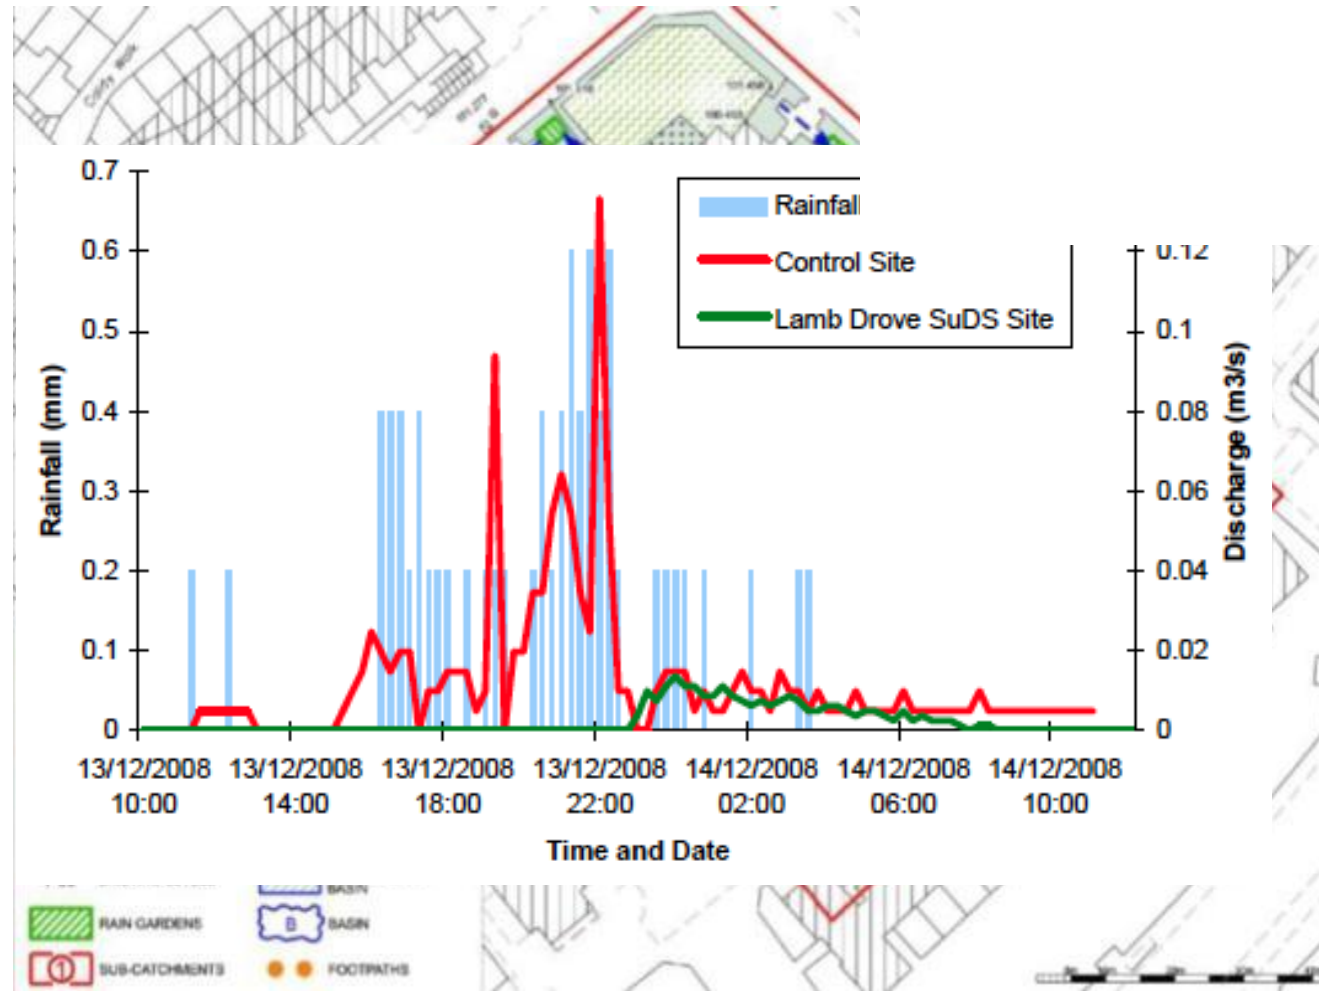 0.7
0.6
0.5
0.4
0.3
0.2
0.1
0
Rainfall (mm)
Rainfall
Control Site
Lamb Drove SuDS Site
0.12
0.1
0.08
0.06
0.04
0.02
0
Discharge (m3/s)
13/12/2008 13/12/2008 13/12/2008 13/12/2008 14/12/2008 14/12/2008 14/12/2008
10:00 14:00 18:00 22:00 02:00 06:00 10:00
Time and Date
BASIN
RAIN GARDENS
B
BASIN
1
SUB-CATCHMENTS
FOOTPATHS